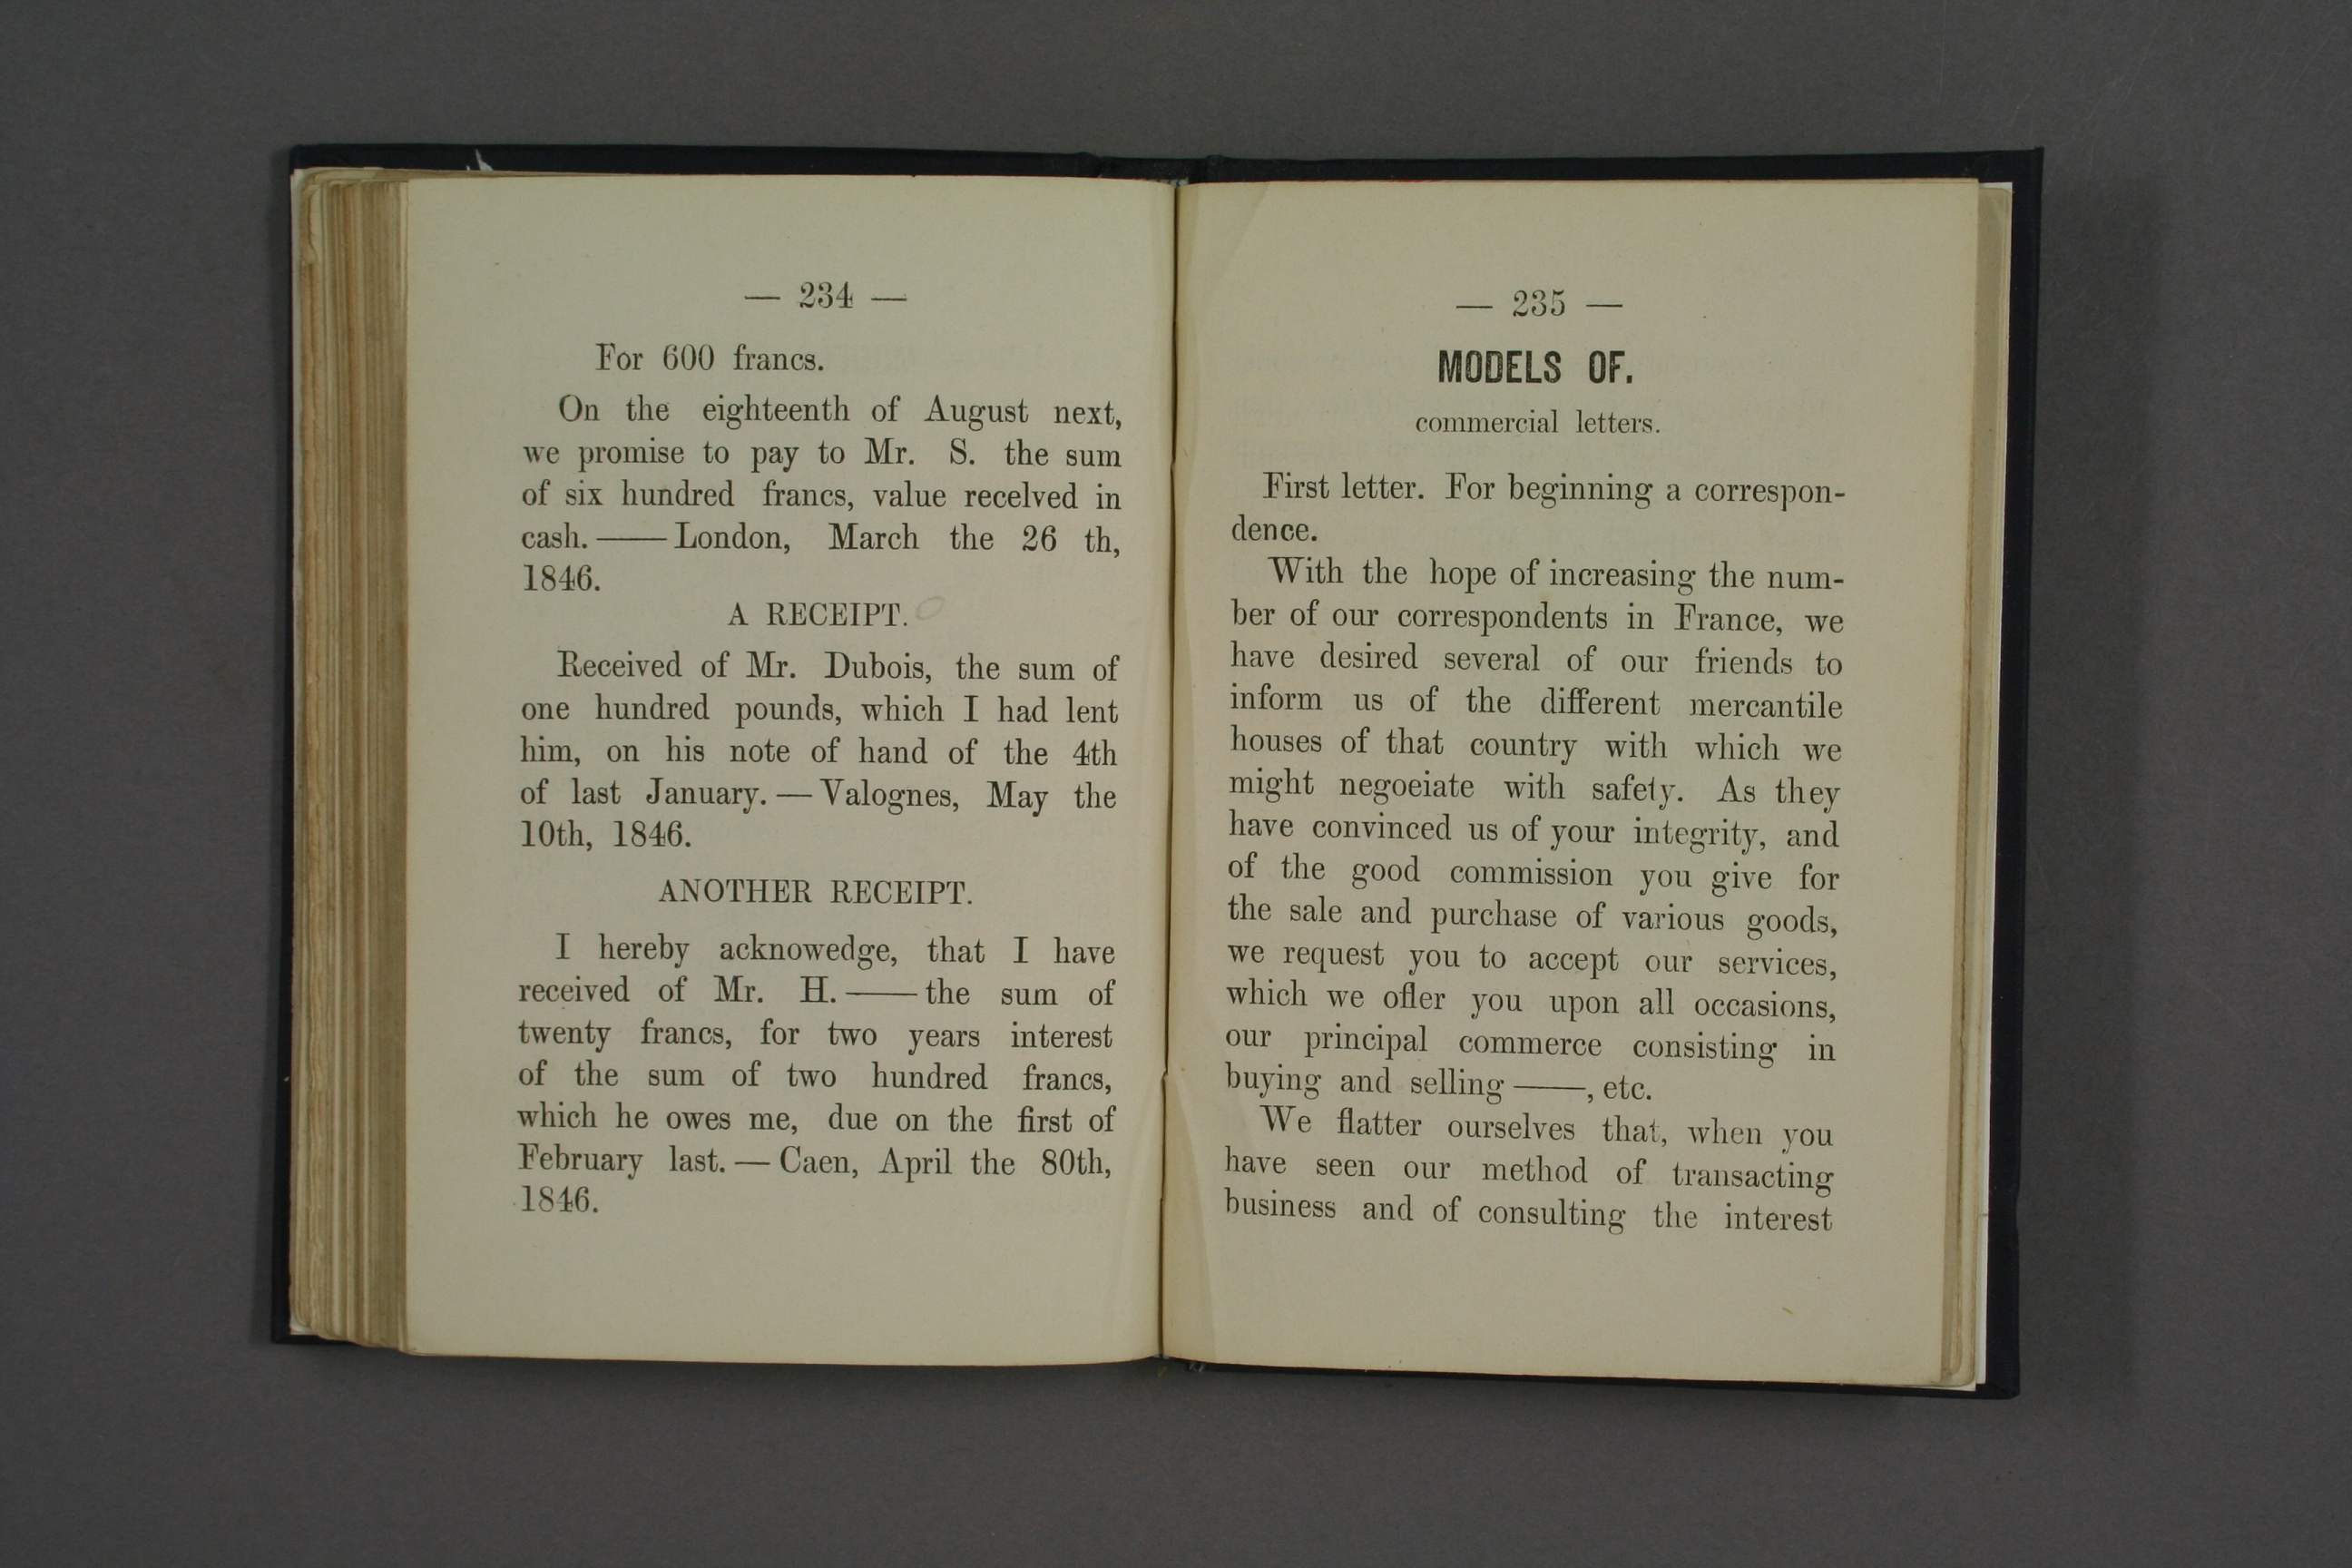 — 234 —
For 600 francs.
On the eighteenth of August next,
we promise to pay to Mr. S. the sum
of six hundred francs, value recelved in
cash. —— London, March the 26 th,
1846.
A RECEIPT.
Received of Mr. Dubois, the sum of
one hundred pounds, which I had lent
him, on his note of hand of the 4th
of last January. — Valognes, May the
10th, 1846.
ANOTHER RECEIPT.
I hereby acknowedge, that I have
received of Mr. H. —— the sum of
twenty francs, for two years interest
of the sum of two hundred francs,
which he owes me, due on the first of
February last. — Caen, April the 80th,
1846.
— 235 —
MODELS OF.
commercial letters.
First letter. For beginning a correspon-
dence.
With the hope of increasing the num-
ber of our correspondents in France, we
have desired several of our friends to
inform us of the different mercantile
houses of that country with which we
might negoeiate with safety. As they
have convinced us of your integrity, and
of the good commission you give for
the sale and purchase of various goods,
we request you to accept our services,
which we ofler you upon all occasions,
our principal commerce consisting in
buying and selling ——, etc.
We flatter ourselves that, when you
have seen our method of transacting
business and of consulting the interest